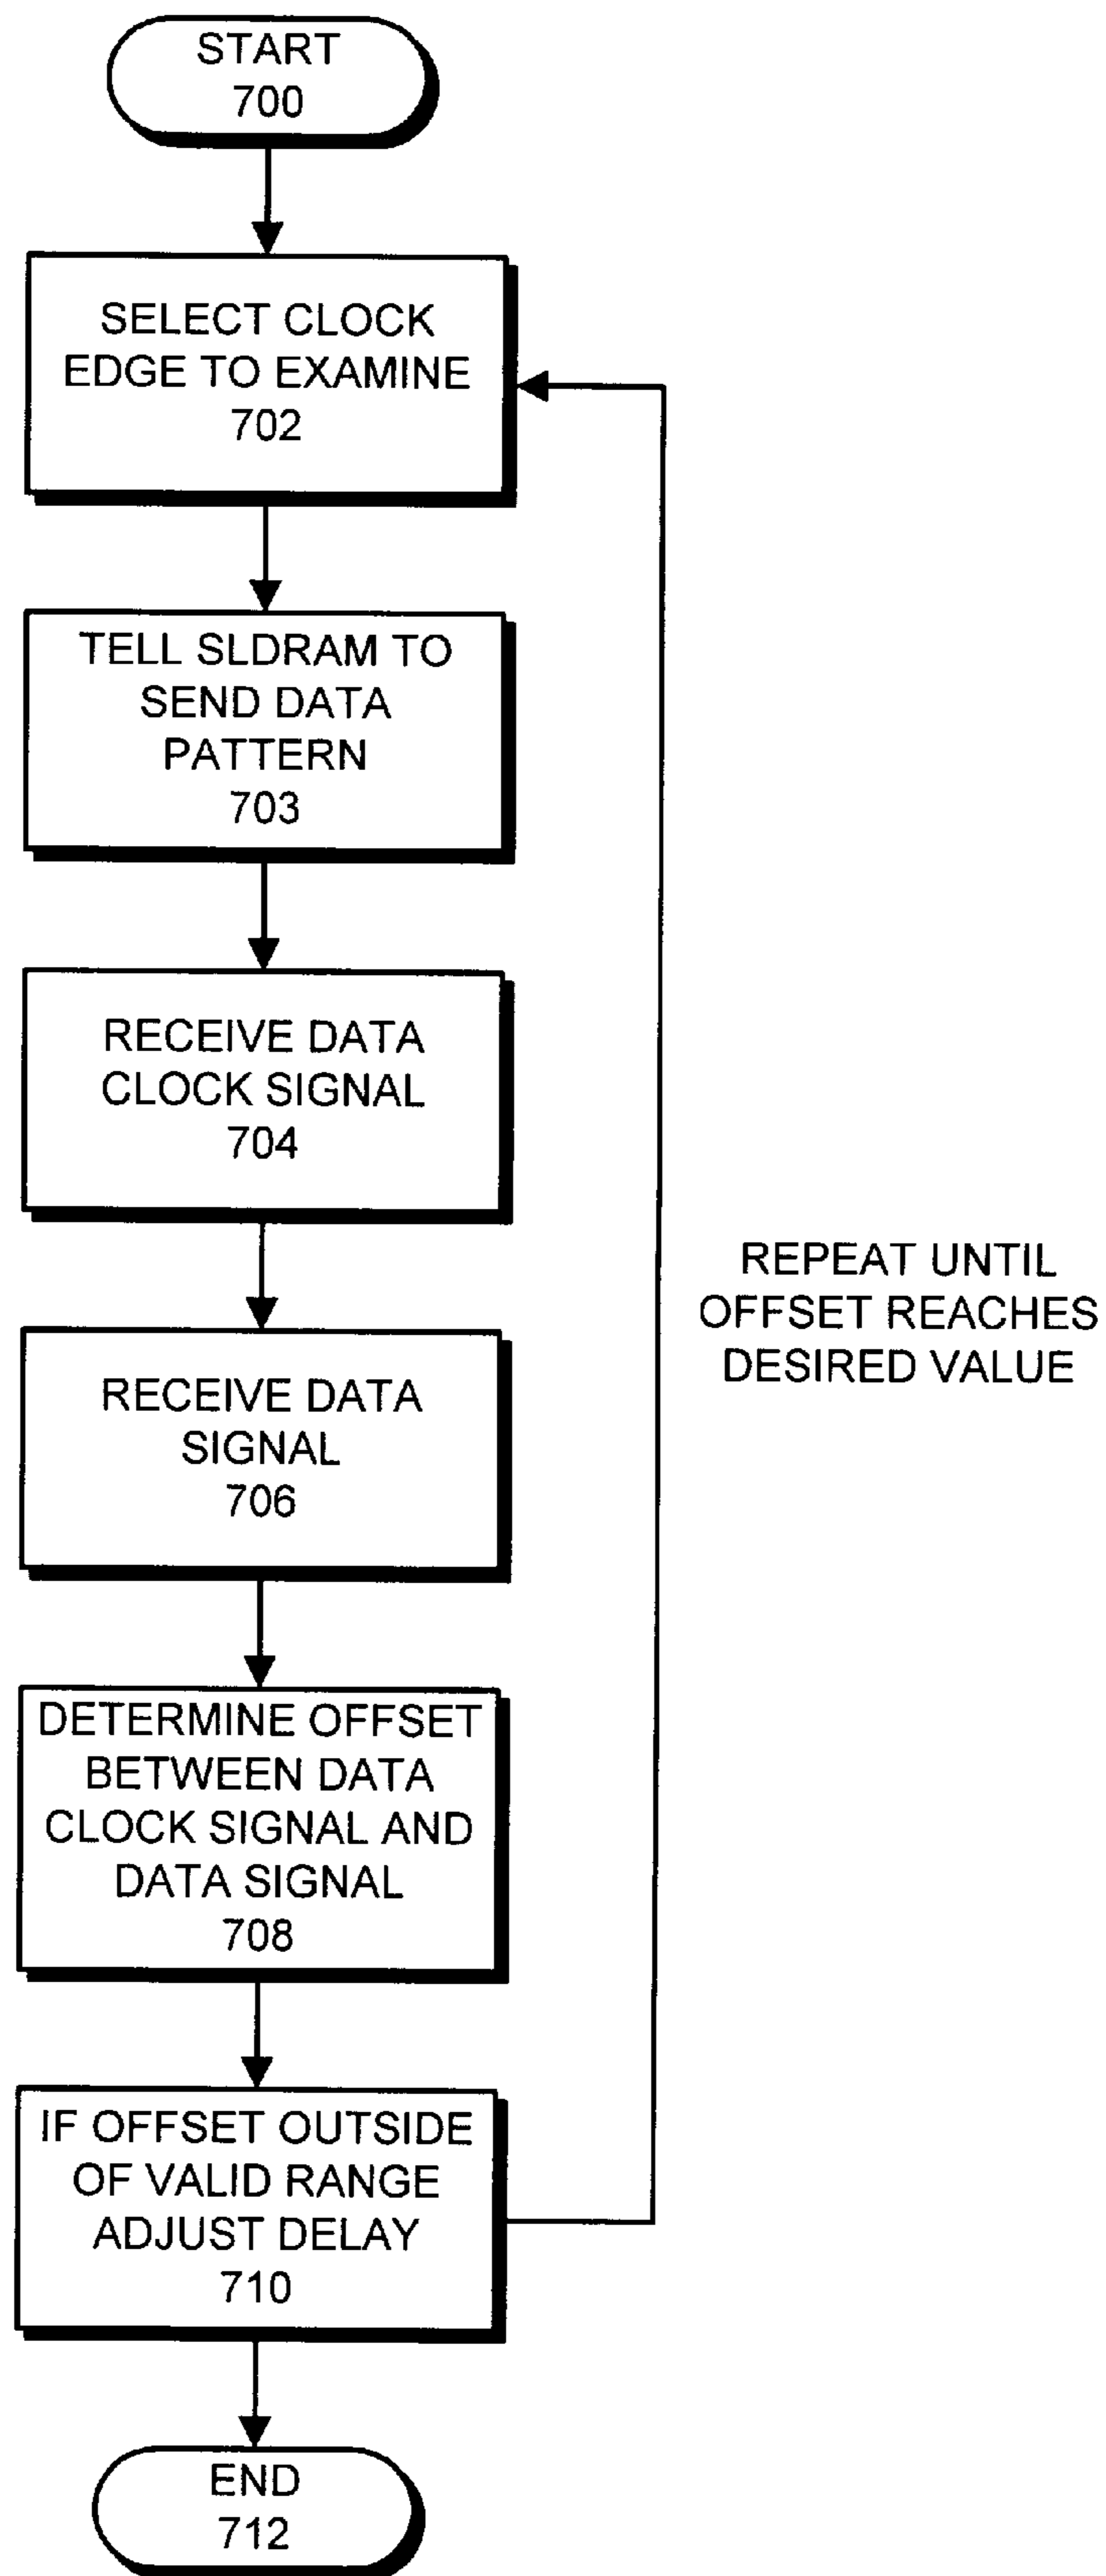 START
700
SELECT CLOCK
EDGE TO EXAMINE
702
TELL SLDRAM TO
SEND DATA
PATTERN
703
RECEIVE DATA
CLOCK SIGNAL
704
RECEIVE DATA
SIGNAL
706
DETERMINE OFFSET
BETWEEN DATA
CLOCK SIGNAL AND
DATA SIGNAL
708
IF OFFSET OUTSIDE
OF VALID RANGE
ADJUST DELAY
710
END
712
REPEAT UNTIL
OFFSET REACHES
DESIRED VALUE